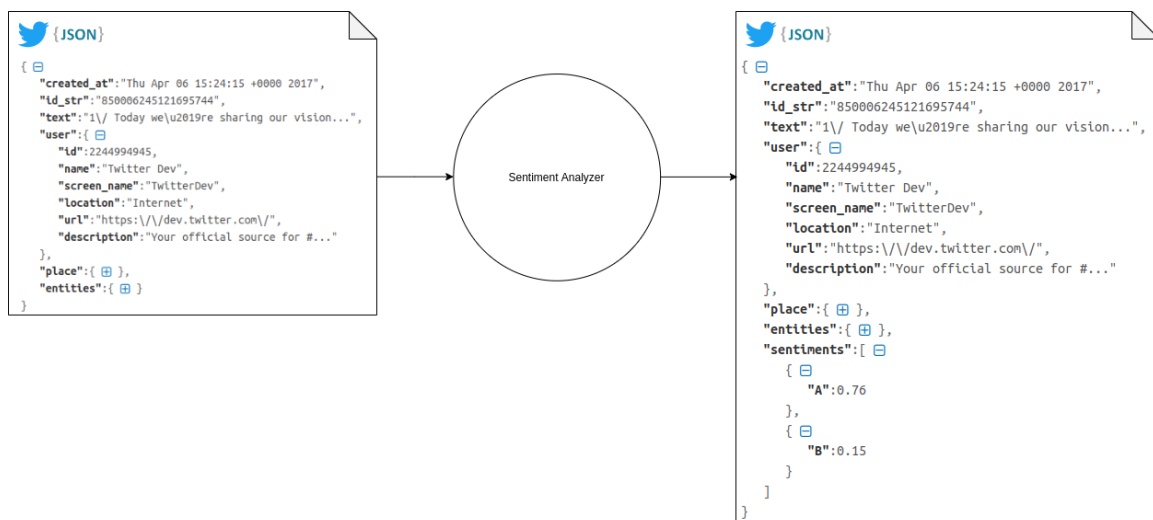 {JSON}
{
"created_at":"Thu Apr 06 15:24:15 +0000 2017",
"id_str":"850006245121695744",
"text":"1\/ Today we\u2019re sharing our vision...",
"user":{
"id":2244994945,
"name":"Twitter Dev",
"screen_name":"TwitterDev",
"location":"Internet",
"url":"https:\/\/dev.twitter.com\/",
"description":"Your official source for #..."
},
"place":{ },
"entities":{ }
}
Sentiment Analyzer
{JSON}
{
"created_at":"Thu Apr 06 15:24:15 +0000 2017",
"id_str":"850006245121695744",
"text":"1\/ Today we\u2019re sharing our vision...",
"user":{
"id":2244994945,
"name":"Twitter Dev",
"screen_name":"TwitterDev",
"location":"Internet",
"url":"https:\/\/dev.twitter.com\/",
"description":"Your official source for #..."
},
"place":{ },
"entities":{ },
"sentiments":[
{
"A":0.76
},
{
"B":0.15
}
]
}